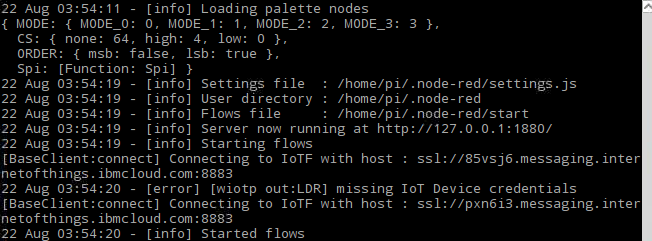 22 Aug 03:54:11 - [info] Loading palette nodes
{ MODE: { MODE_0: 0, MODE_1: 1, MODE_2: 2, MODE_3: 3 },
  CS: { none: 64, high: 4, low: 0 },
  ORDER: { msb: false, lsb: true },
  Spi: [Function: Spi] }
22 Aug 03:54:19 - [info] Settings file  : /home/pi/.node-red/settings.js
22 Aug 03:54:19 - [info] User directory : /home/pi/.node-red
22 Aug 03:54:19 - [info] Flows file     : /home/pi/.node-red/start
22 Aug 03:54:19 - [info] Server now running at http://127.0.0.1:1880/
22 Aug 03:54:19 - [info] Starting flows
[BaseClient:connect] Connecting to IoTF with host : ssl://85vsj6.messaging.inter
netofthings.ibmcloud.com:8883
22 Aug 03:54:20 - [error] [wiotp out:LDR] missing IoT Device credentials
[BaseClient:connect] Connecting to IoTF with host : ssl://pxn6i3.messaging.inter
netofthings.ibmcloud.com:8883
22 Aug 03:54:20 - [info] Started flows